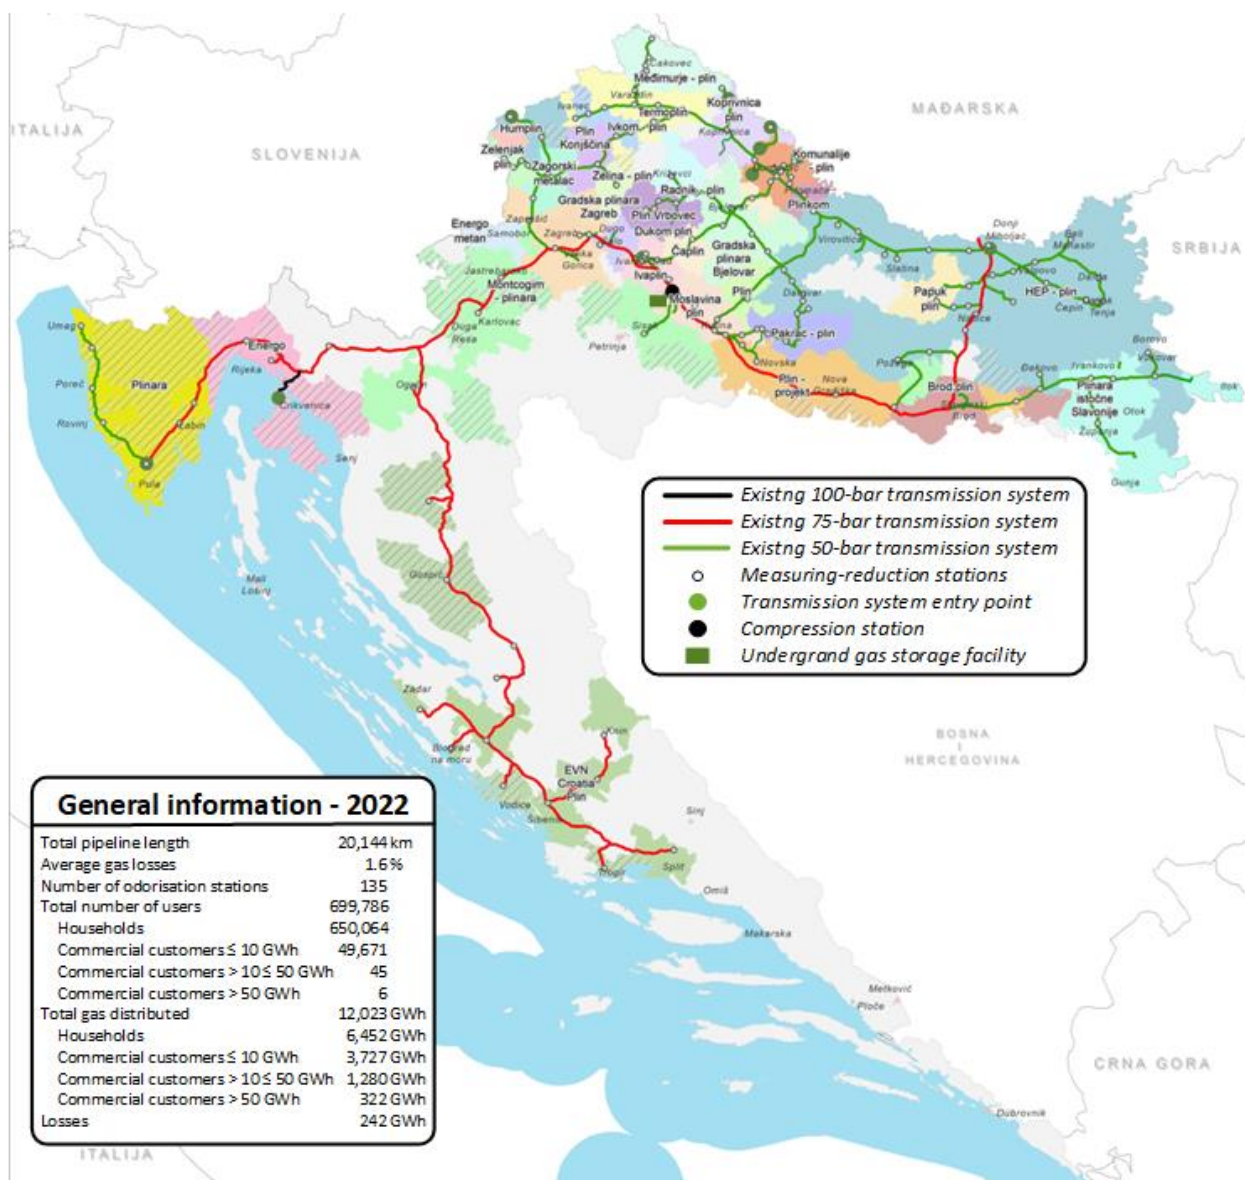 MAĐARSKA
ITALIJA
SLOVENIJA
SRBIJA
Čakovec
Međimurje - plin
Varaždin
Ivanec
Termoplin
Koprivnica
plin
Koprivnica
Humplin
Plin
Konjščina
Ivkom - plin
Zelenjak
plin
Zagorski
metalac
Zelina - plin
Križevci
Komunalije -
plin
Radnik - plin
Gradska plinara
Zagreb
Plin Vrbovec
Bjelovar
Plinkom
Dukom plin
Energo
metan
Zaprešić
Samobor
Zagreb
Dugo
Čaplin
Gradska
plinara
Bjelovar
Virovitica
Donji
Miholjac
Beli
Manastir
Slatina
Valpovo
Gorica
Ivaplin
Jastrebarsko
Montcogim
- plinara
Moslavina
plin
Plin
Daruvar
Papuk
plin
Našice
HEP - plin
Čepin
Tenja
Karlovac
Duga
Resa
Sisak
Petrinja
Kutina
Pakrac - plin
Novska
Požega
Borovo
Vukovar
Umag
Energo
Rijeka
Plinara
Poreč
Crikvenica
Ogulin
Plin -
projekt
Nova
Gradiška
Brod plin
Slavonski
Brod
Đakovo
Plinara
istočne
Slavonije
Ilok
Otok
Županja
Rovinj
Labin
Pula
Senj
Gunja
Existng 100-bar transmission system
Existng 75-bar transmission system
Existng 50-bar transmission system
Measuring-reduction stations
Transmission system entry point
Compression station
Undergrand gas storage facility
Mali
Lošinj
Gospić
Zadar
Biograd
na moru
Knin
EVN
Croatia
Plin
Vodice
Šibenik
Sinj
BOSNA
I
HERCEGOVINA
Trogir
Split
Omiš
Makarska
Metković
Ploče
CRNA GORA
Dubrovnik
General information - 2022
Total pipeline length 20,144 km
Average gas losses 1.6 %
Number of odorisation stations 135
Total number of users 699,786
Households 650,064
Commercial customers ≤ 10 GWh 49,671
Commercial customers > 10 ≤ 50 GWh 45
Commercial customers > 50 GWh 6
Total gas distributed 12,023 GWh
Households 6,452 GWh
Commercial customers ≤ 10 GWh 3,727 GWh
Commercial customers > 10 ≤ 50 GWh 1,280 GWh
Commercial customers > 50 GWh 322 GWh
Losses 242 GWh
ITALIJA